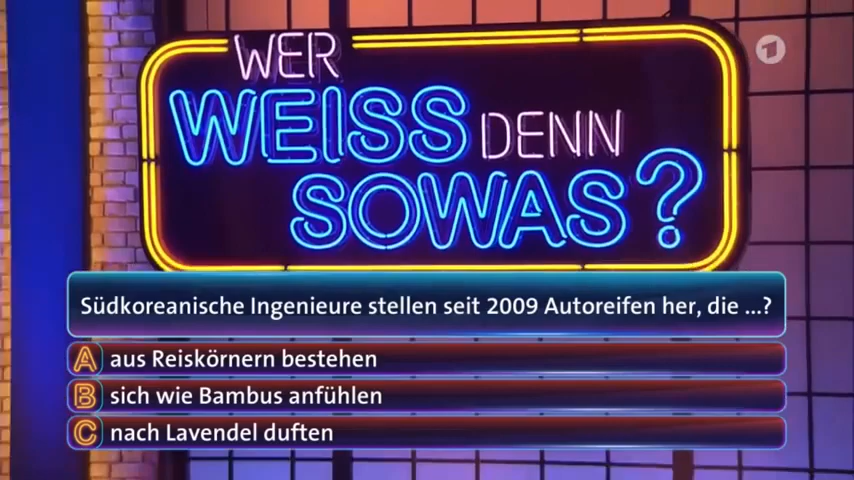 WER
WEISS DENN
SOWAS?
1
Südkoreanische Ingenieure stellen seit 2009 Autoreifen her, die ...?
A aus Reiskörnern bestehen
B sich wie Bambus anfühlen
C nach Lavendel duften